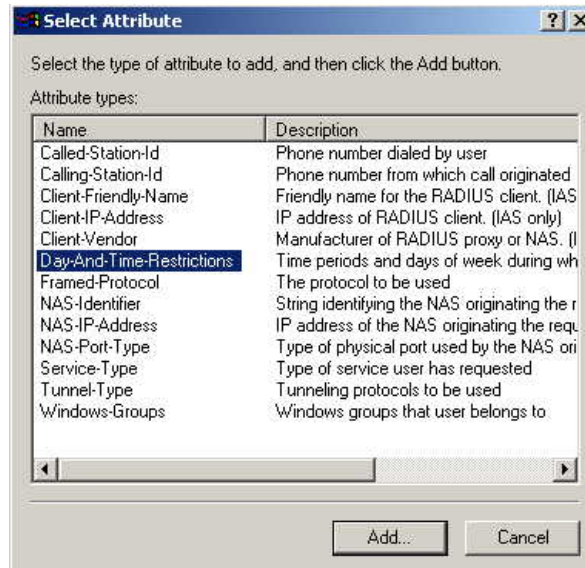 Select Attribute
Select the type of attribute to add, and then click the Add button.
Attribute types:
Name Description
Called-Station-Id Phone number dialed by user
Calling-Station-Id Phone number from which call originated
Client-Friendly-Name Friendly name for the RADIUS client. (IAS
Client-IP-Address IP address of RADIUS client. (IAS only)
Client-Vendor Manufacturer of RADIUS proxy or NAS. (I
Day-And-Time-Restrictions Time periods and days of week during wh
Framed-Protocol The protocol to be used
NAS-Identifier String identifying the NAS originating the r
NAS-IP-Address IP address of the NAS originating the requ
NAS-Port-Type Type of physical port used by the NAS ori
Service-Type Type of service user has requested
Tunnel-Type Tunneling protocols to be used
Windows-Groups Windows groups that user belongs to
Add... Cancel